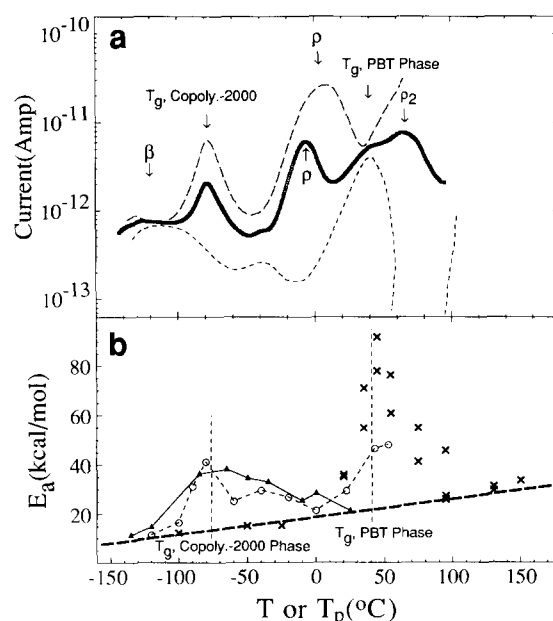 a
10⁻¹⁰
10⁻¹¹
10⁻¹²
10⁻¹³
Current(Amp)
β
↓
Tg, Copoly.-2000
↓
ρ
↓
↑
ρ
Tg, PBT Phase
↓
ρ₂
↓
b
80
60
40
20
Ea(kcal/mol)
Tg, Copoly.-2000 Phase
Tg, PBT Phase
-150 -100 -50 0 50 100 150
T or Tp(°C)